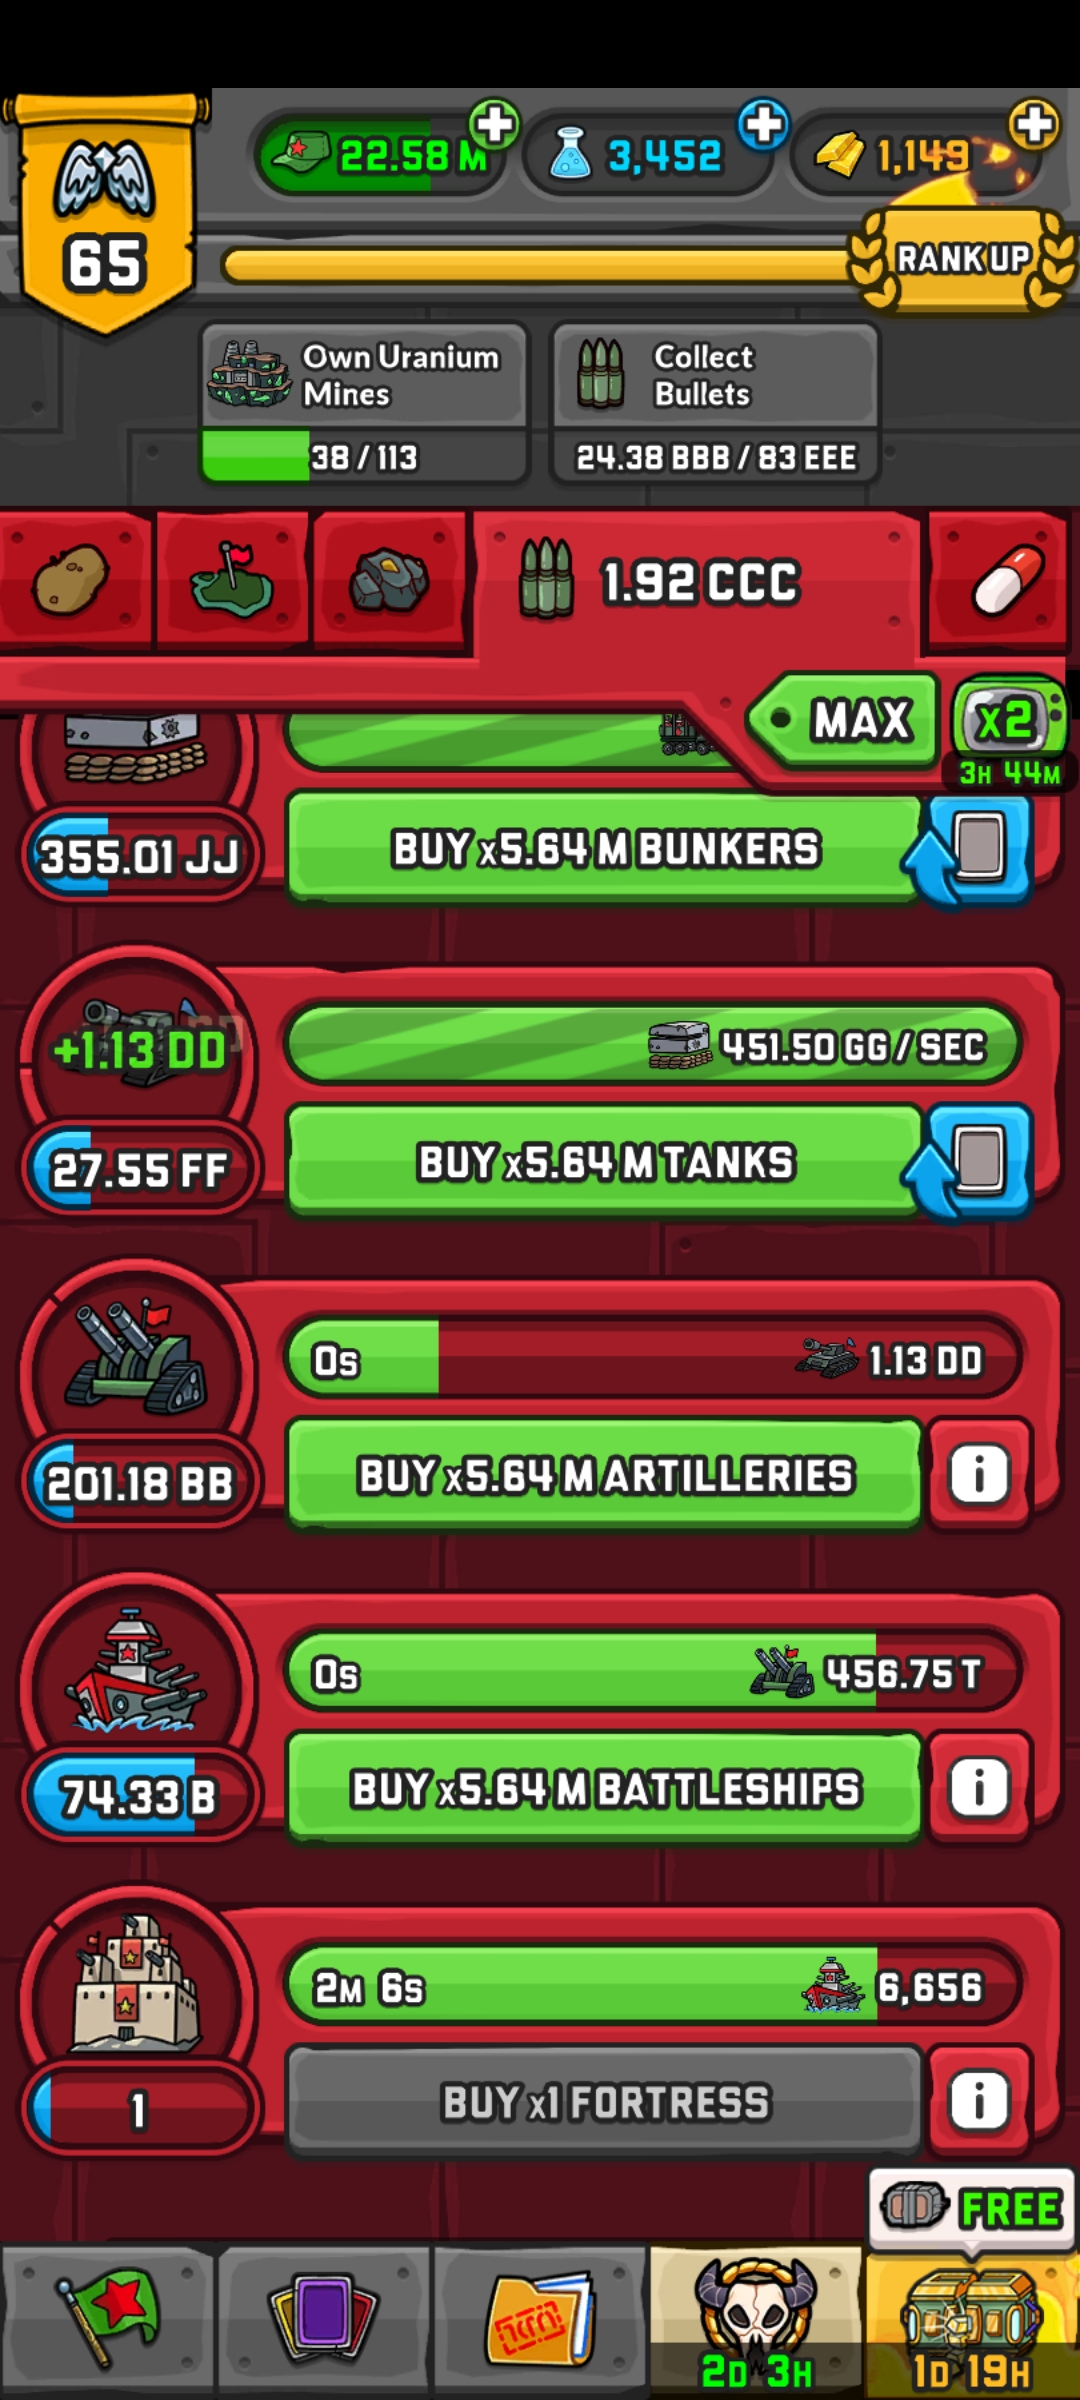 22.58 M
3,452
1,149
65
RANK UP
Own Uranium
Mines
38 / 113
Collect
Bullets
24.38 BBB / 83 EEE
1.92 CCC
MAX
x2
3H 44M
355.01 JJ
BUY x5.64 M BUNKERS
+1.13 DD
451.50 GG / SEC
27.55 FF
BUY x5.64 M TANKS
0s
1.13 DD
201.18 BB
BUY x5.64 M ARTILLERIES
i
0s
456.75 T
74.33 B
BUY x5.64 M BATTLESHIPS
i
2M 6s
6,656
1
BUY x1 FORTRESS
i
FREE
2D 3H
1D 19H